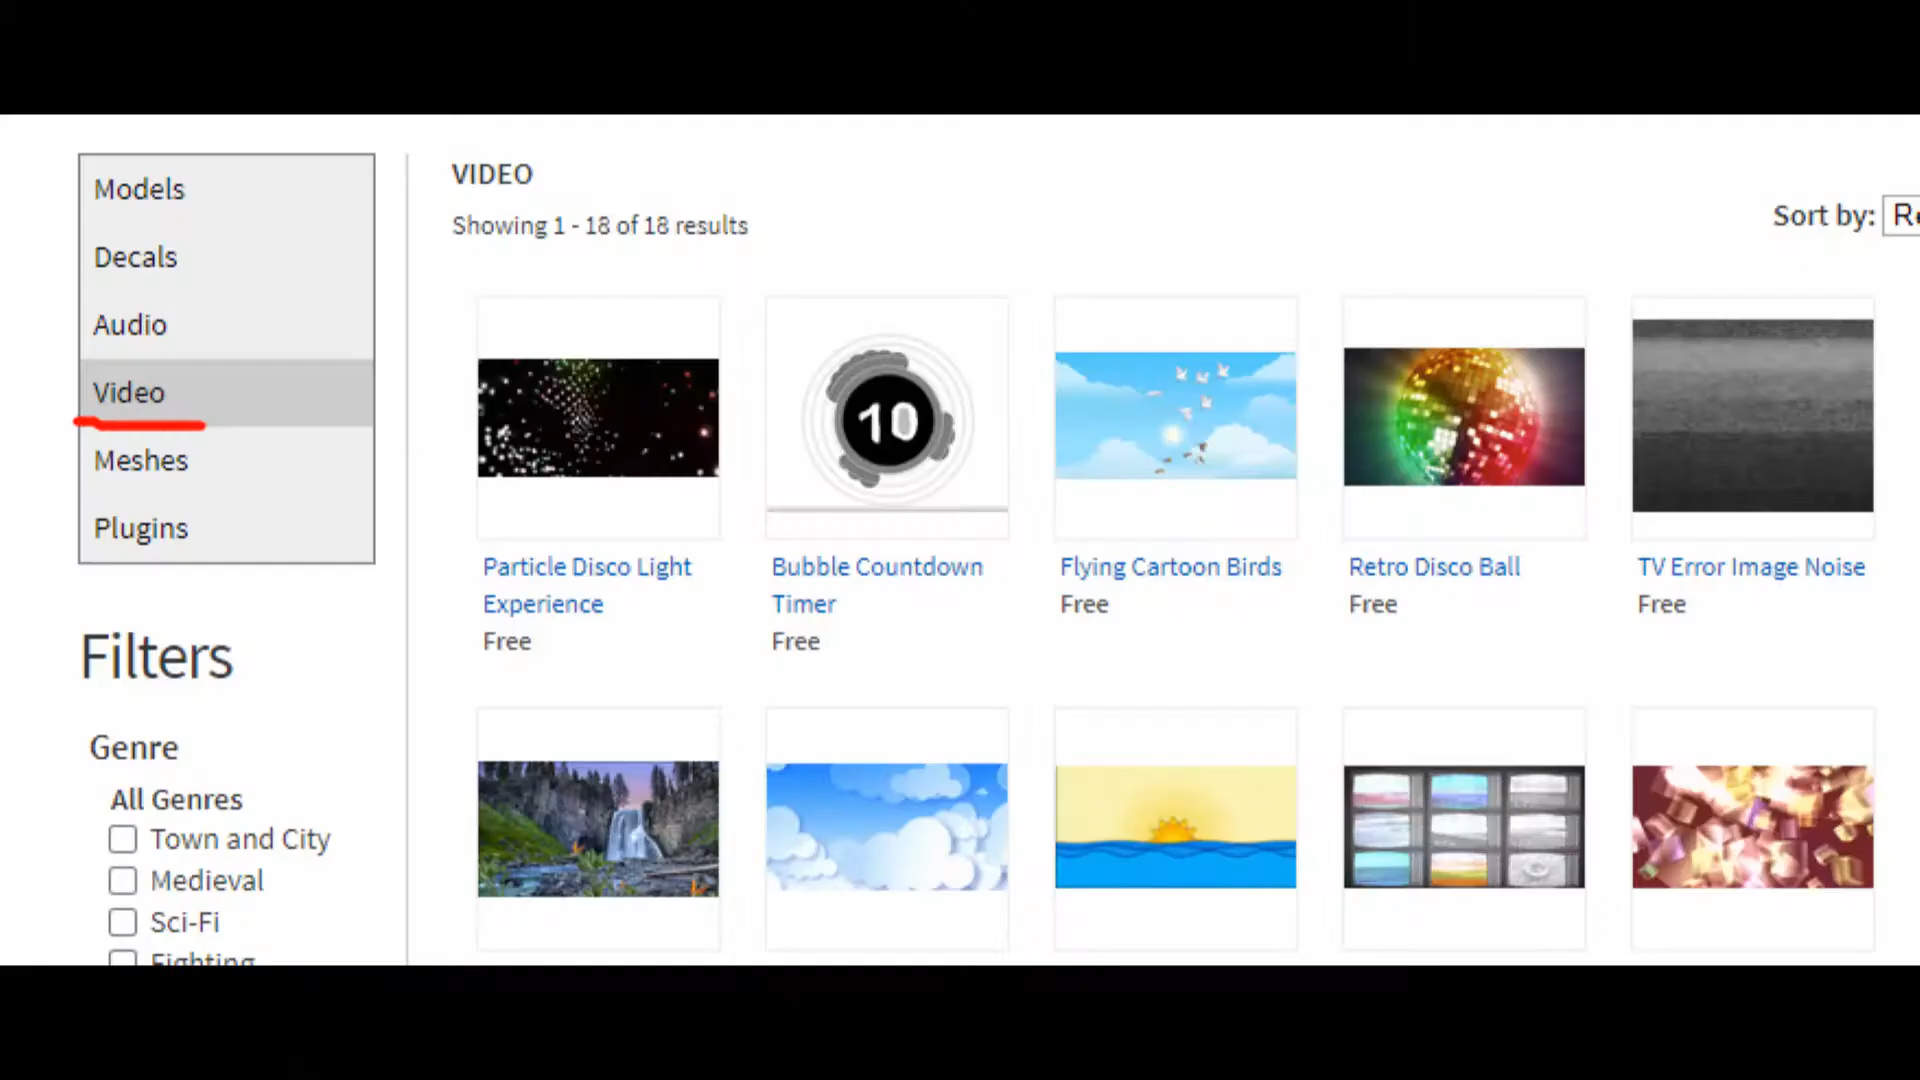 Models
Decals
Audio
Video
Meshes
Plugins
Filters
Genre
All Genres
Town and City
Medieval
Sci-Fi
Fighting
VIDEO
Showing 1 - 18 of 18 results
Sort by:
10
Particle Disco Light
Experience
Free
Bubble Countdown
Timer
Free
Flying Cartoon Birds
Free
Retro Disco Ball
Free
TV Error Image Noise
Free